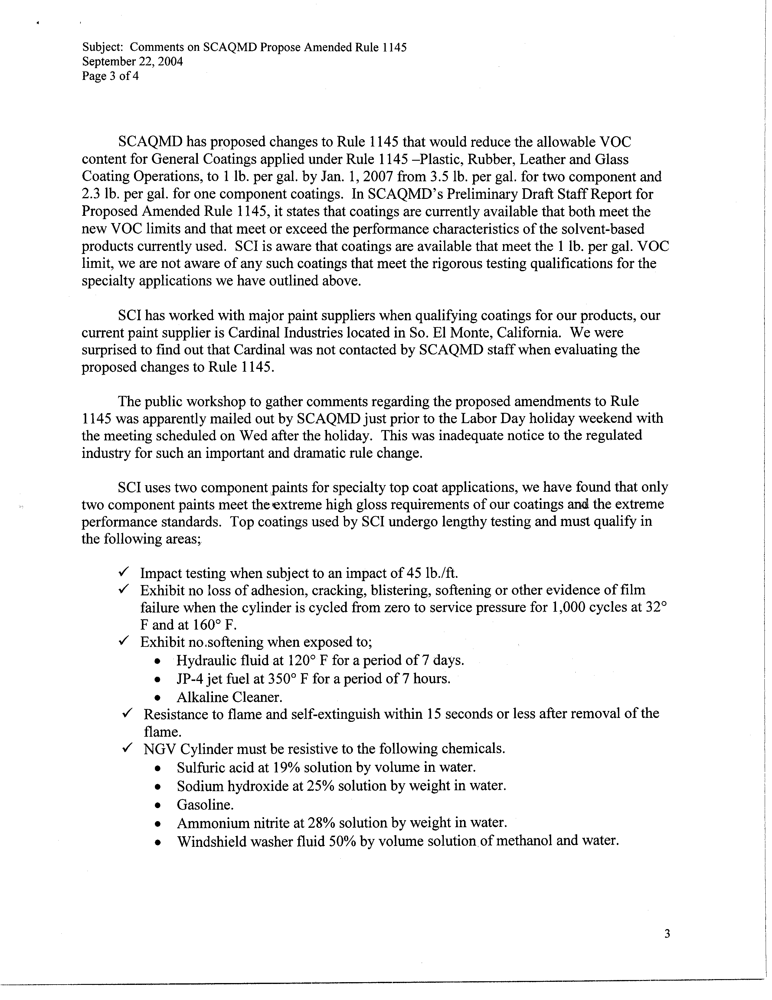 Subject: Comments on SCAQMD Propose Amended Rule 1145
September 22, 2004
Page 3 of 4
SCAQMD has proposed changes to Rule 1145 that would reduce the allowable VOC
content for General Coatings applied under Rule 1145 –Plastic, Rubber, Leather and Glass
Coating Operations, to 1 lb. per gal. by Jan. 1, 2007 from 3.5 lb. per gal. for two component and
2.3 lb. per gal. for one component coatings. In SCAQMD's Preliminary Draft Staff Report for
Proposed Amended Rule 1145, it states that coatings are currently available that both meet the
new VOC limits and that meet or exceed the performance characteristics of the solvent-based
products currently used. SCI is aware that coatings are available that meet the 1 lb. per gal. VOC
limit, we are not aware of any such coatings that meet the rigorous testing qualifications for the
specialty applications we have outlined above.
SCI has worked with major paint suppliers when qualifying coatings for our products, our
current paint supplier is Cardinal Industries located in So. El Monte, California. We were
surprised to find out that Cardinal was not contacted by SCAQMD staff when evaluating the
proposed changes to Rule 1145.
The public workshop to gather comments regarding the proposed amendments to Rule
1145 was apparently mailed out by SCAQMD just prior to the Labor Day holiday weekend with
the meeting scheduled on Wed after the holiday. This was inadequate notice to the regulated
industry for such an important and dramatic rule change.
SCI uses two component paints for specialty top coat applications, we have found that only
two component paints meet the extreme high gloss requirements of our coatings and the extreme
performance standards. Top coatings used by SCI undergo lengthy testing and must qualify in
the following areas;
✓ Impact testing when subject to an impact of 45 lb./ft.
✓ Exhibit no loss of adhesion, cracking, blistering, softening or other evidence of film
failure when the cylinder is cycled from zero to service pressure for 1,000 cycles at 32°
F and at 160° F.
✓ Exhibit no softening when exposed to;
• Hydraulic fluid at 120° F for a period of 7 days.
• JP-4 jet fuel at 350° F for a period of 7 hours.
• Alkaline Cleaner.
✓ Resistance to flame and self-extinguish within 15 seconds or less after removal of the
flame.
✓ NGV Cylinder must be resistive to the following chemicals.
• Sulfuric acid at 19% solution by volume in water.
• Sodium hydroxide at 25% solution by weight in water.
• Gasoline.
• Ammonium nitrite at 28% solution by weight in water.
• Windshield washer fluid 50% by volume solution of methanol and water.
3